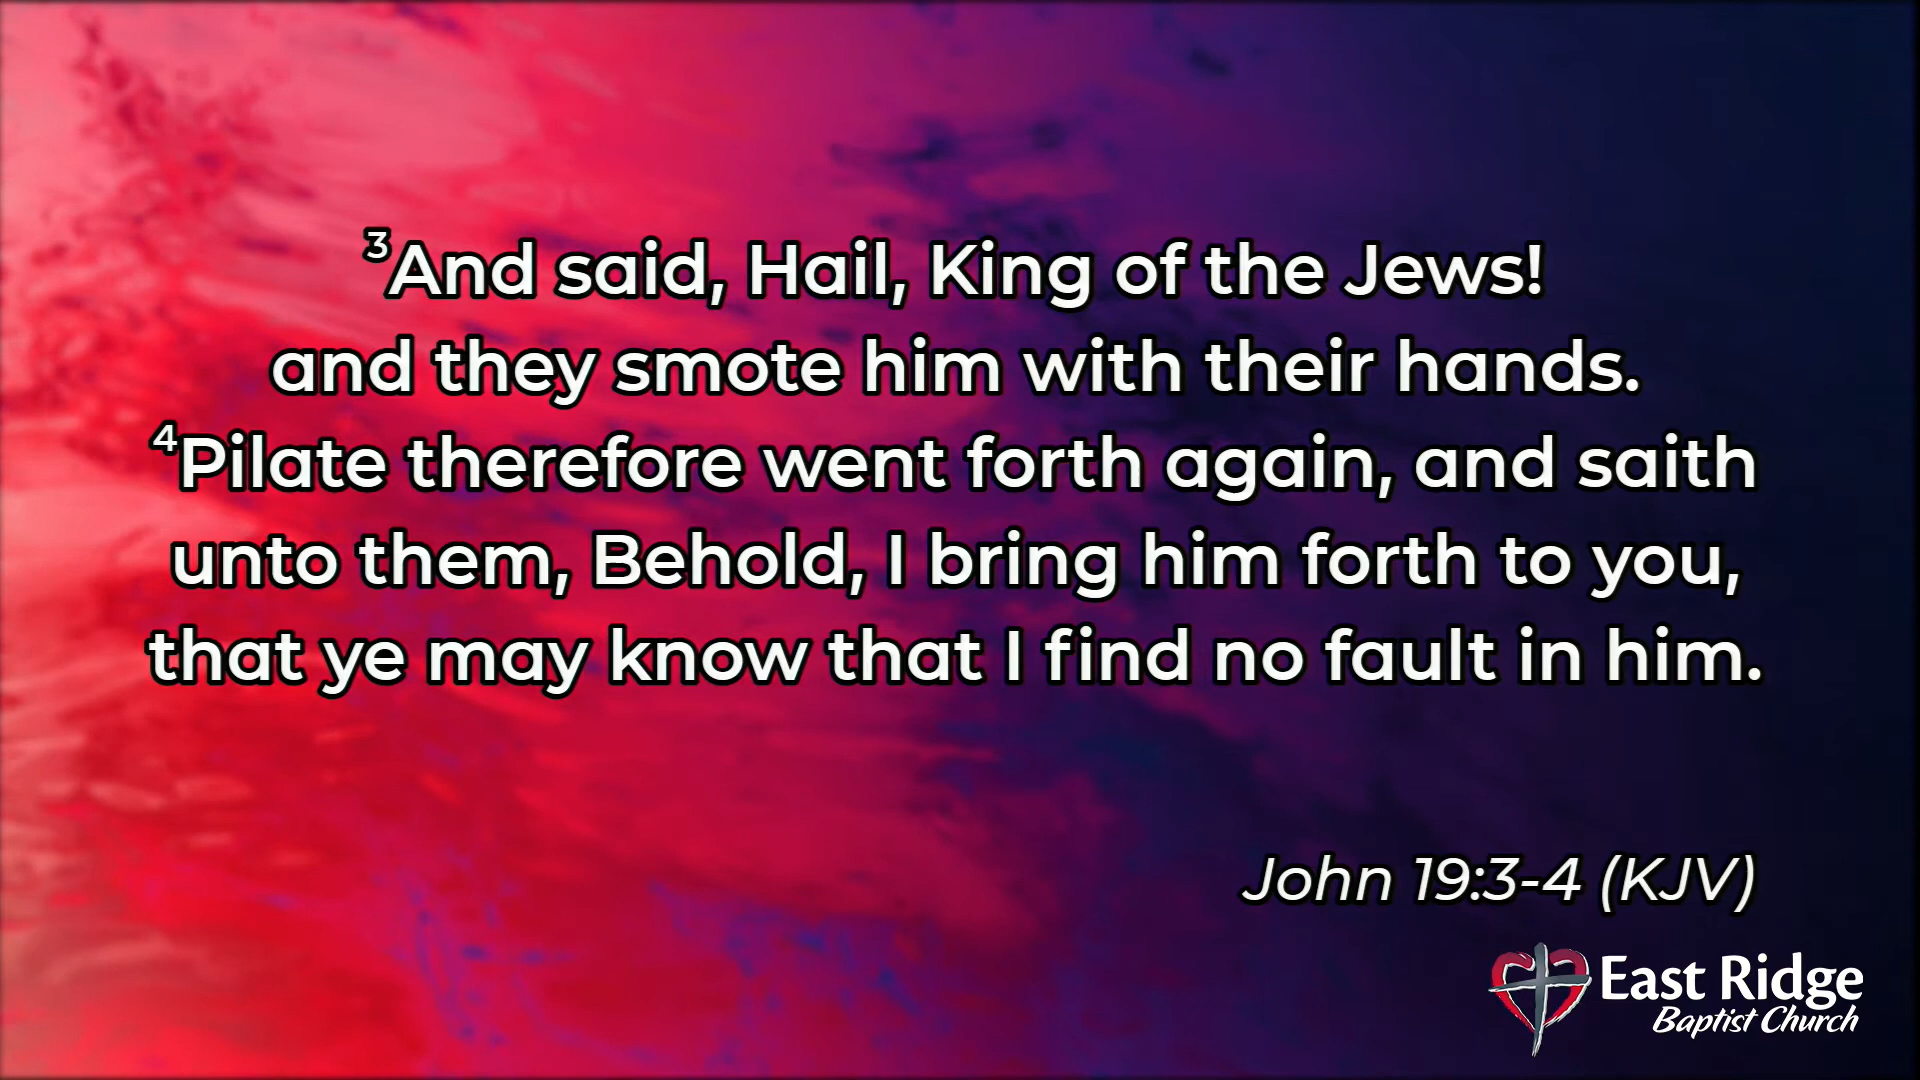 ³And said, Hail, King of the Jews!
and they smote him with their hands.
⁴Pilate therefore went forth again, and saith
unto them, Behold, I bring him forth to you,
that ye may know that I find no fault in him.
John 19:3-4 (KJV)
East Ridge
Baptist Church